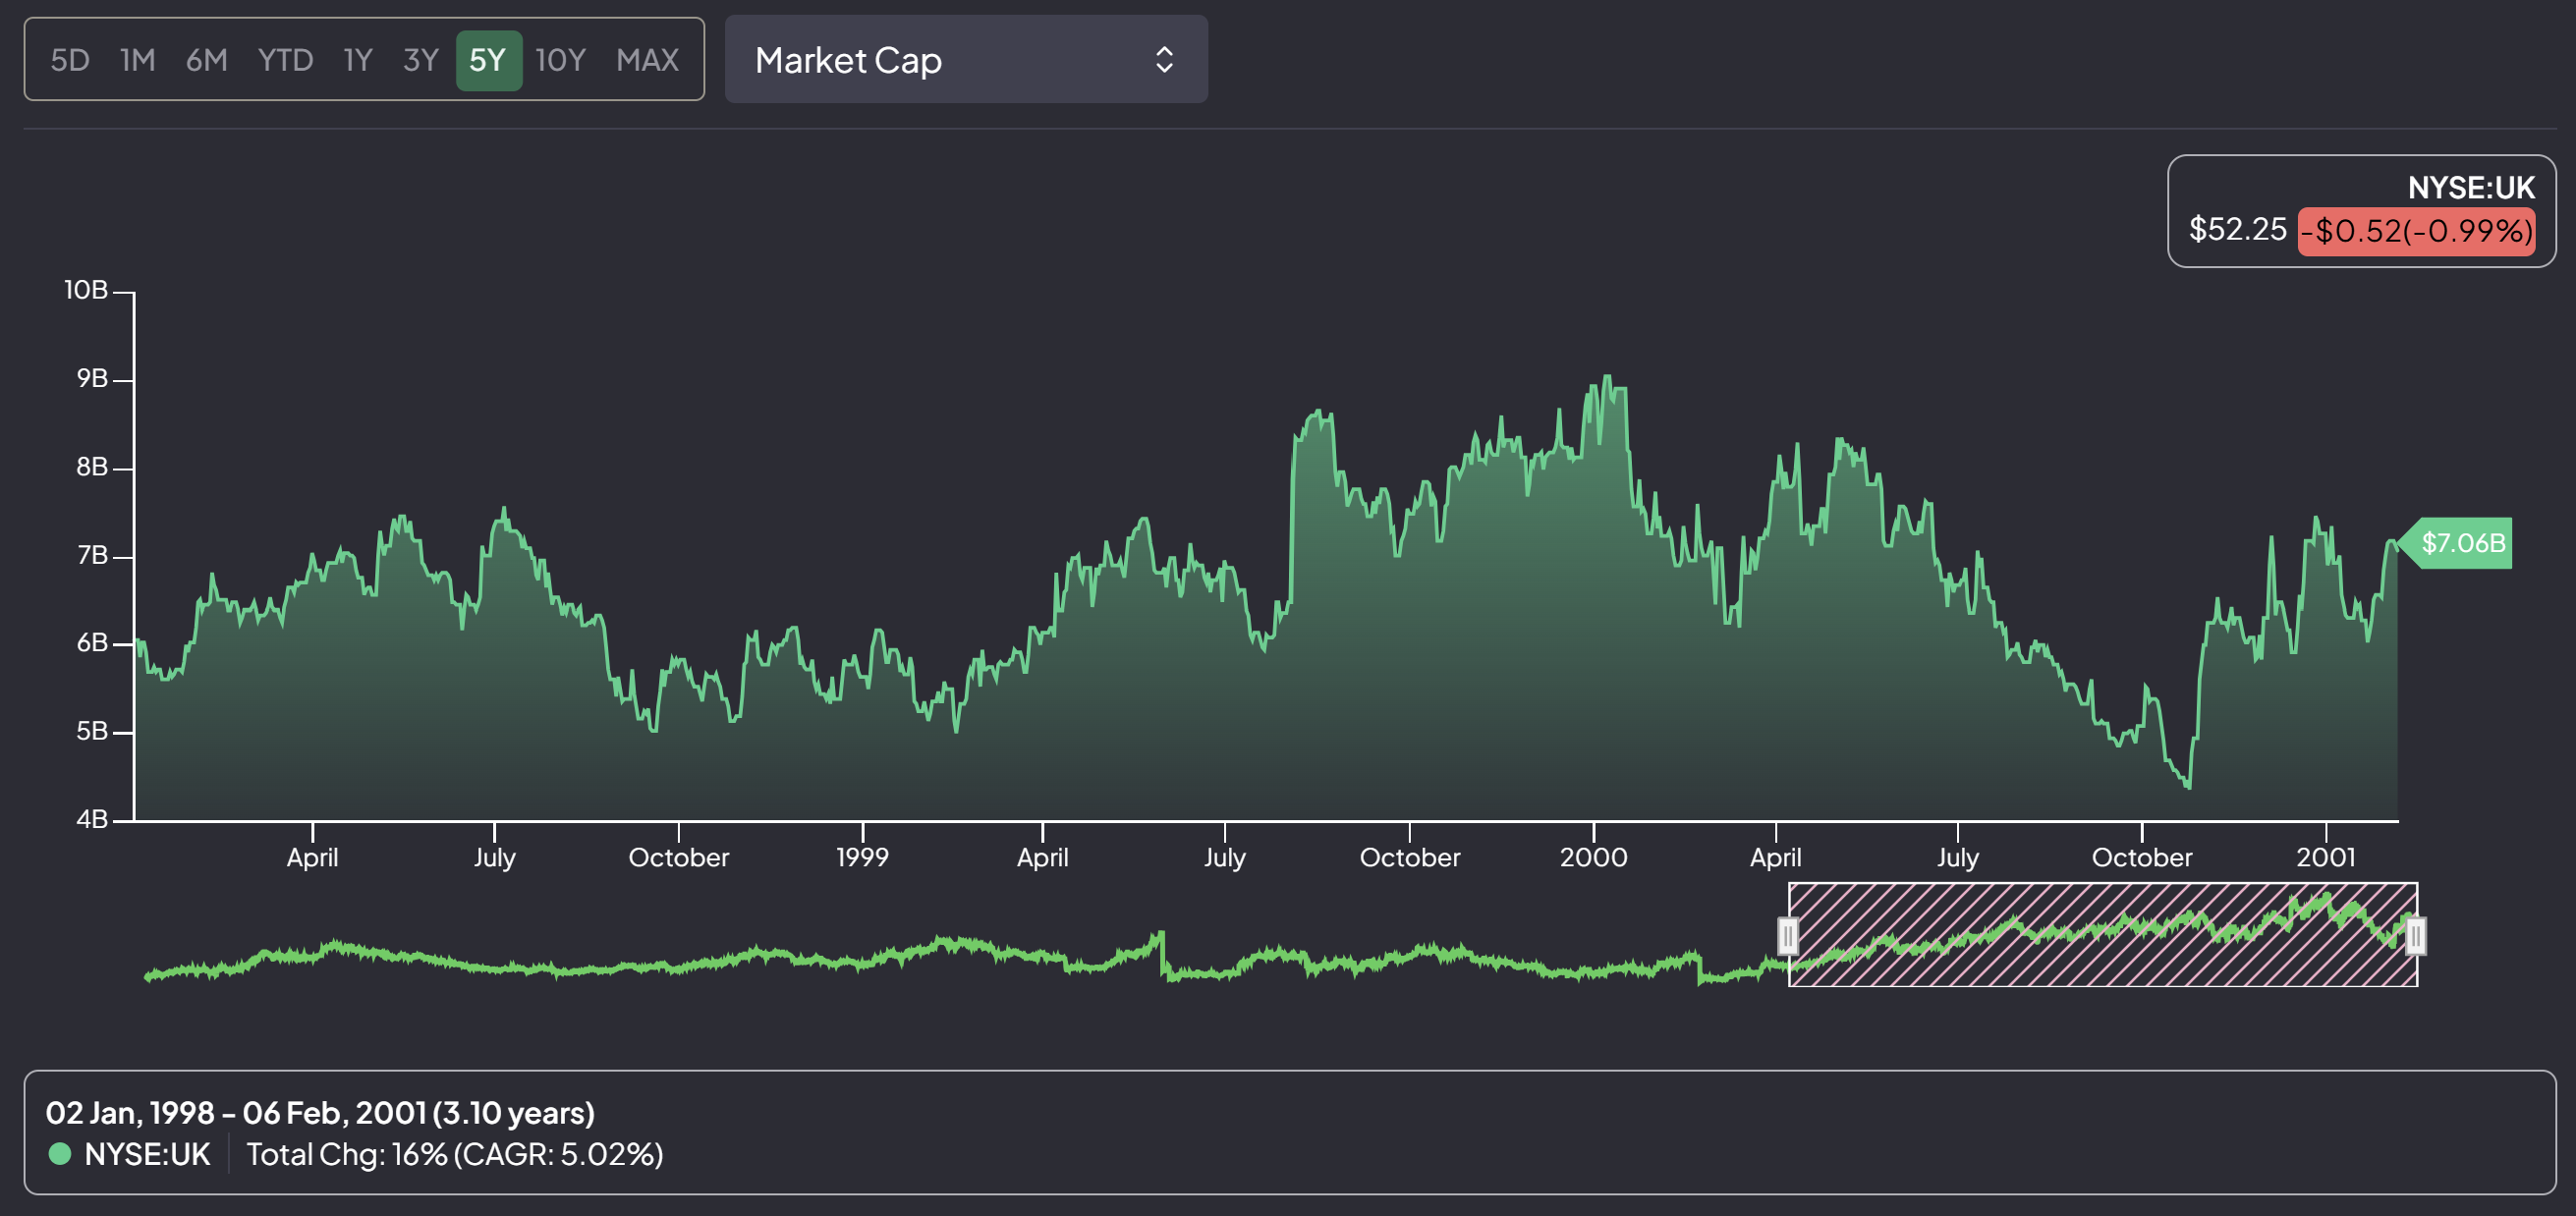 5D 1M 6M YTD 1Y 3Y 5Y 10Y MAX Market Cap
NYSE:UK
$52.25 -$0.52(-0.99%)
10B
9B
8B
7B
6B
5B
4B
$7.06B
April July October 1999 April July October 2000 April July October 2001
02 Jan, 1998 - 06 Feb, 2001 (3.10 years)
NYSE:UK Total Chg: 16% (CAGR: 5.02%)